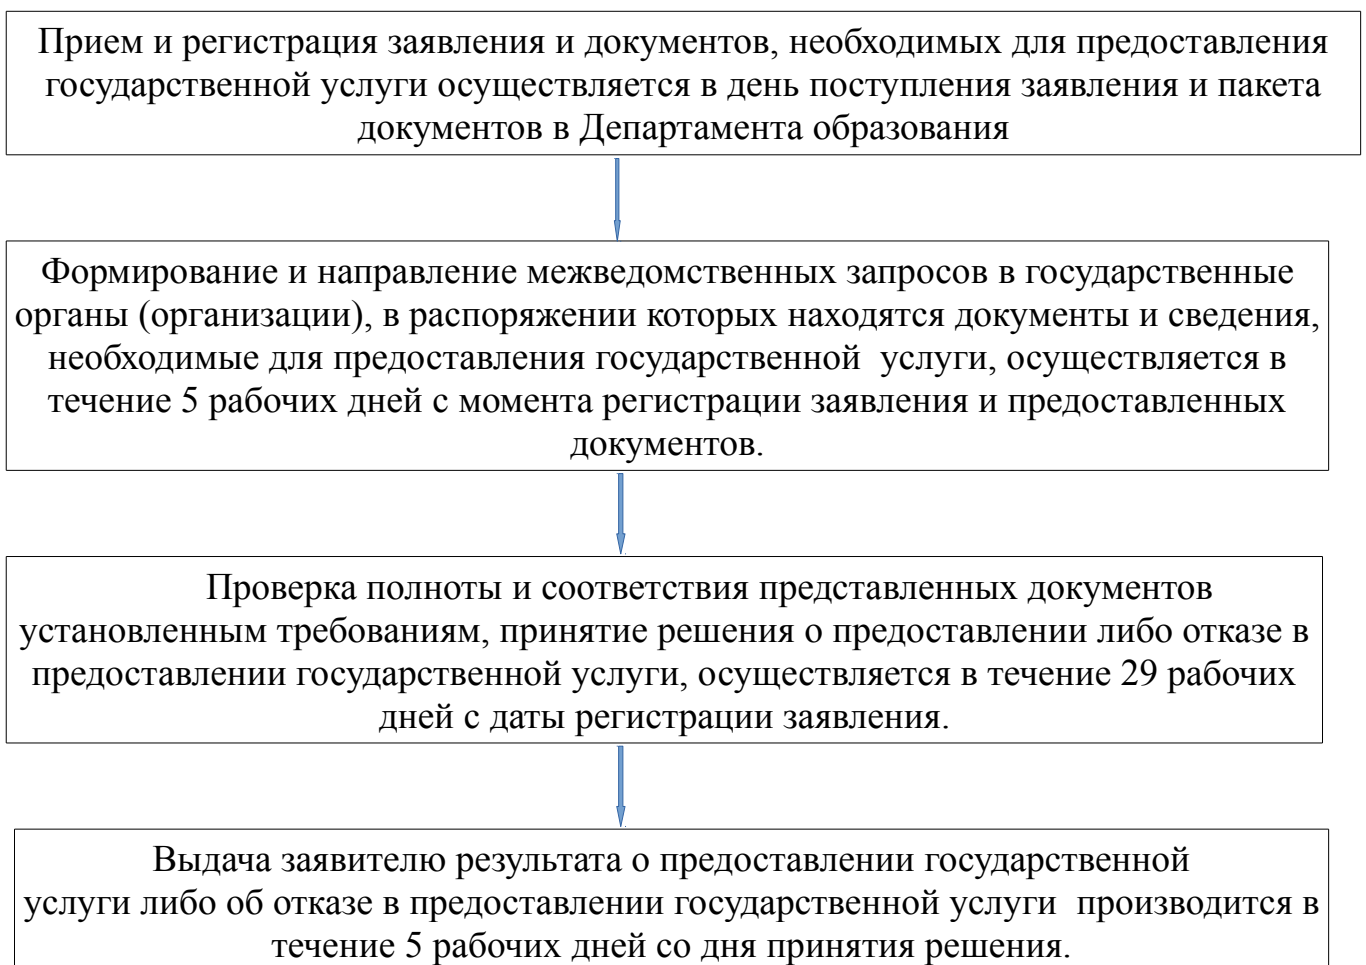 Прием и регистрация заявления и документов, необходимых для предоставления
государственной услуги осуществляется в день поступления заявления и пакета
документов в Департамента образования
Формирование и направление межведомственных запросов в государственные
органы (организации), в распоряжении которых находятся документы и сведения,
необходимые для предоставления государственной  услуги, осуществляется в
течение 5 рабочих дней с момента регистрации заявления и предоставленных
документов.
Проверка полноты и соответствия представленных документов
установленным требованиям, принятие решения о предоставлении либо отказе в
предоставлении государственной услуги, осуществляется в течение 29 рабочих
дней с даты регистрации заявления.
Выдача заявителю результата о предоставлении государственной
услуги либо об отказе в предоставлении государственной услуги  производится в
течение 5 рабочих дней со дня принятия решения.